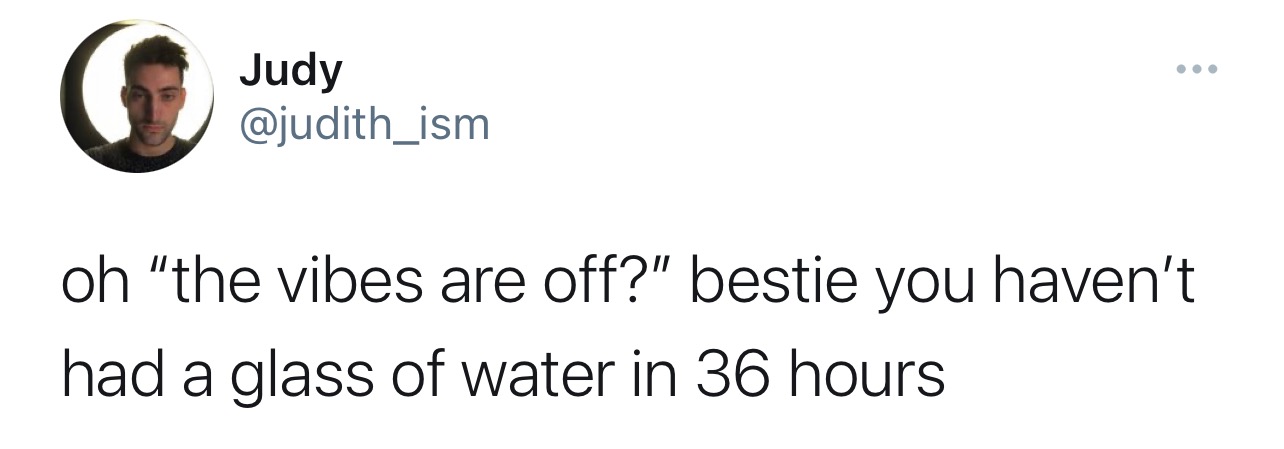 Judy
@judith_ism
oh “the vibes are off?” bestie you haven’t
had a glass of water in 36 hours